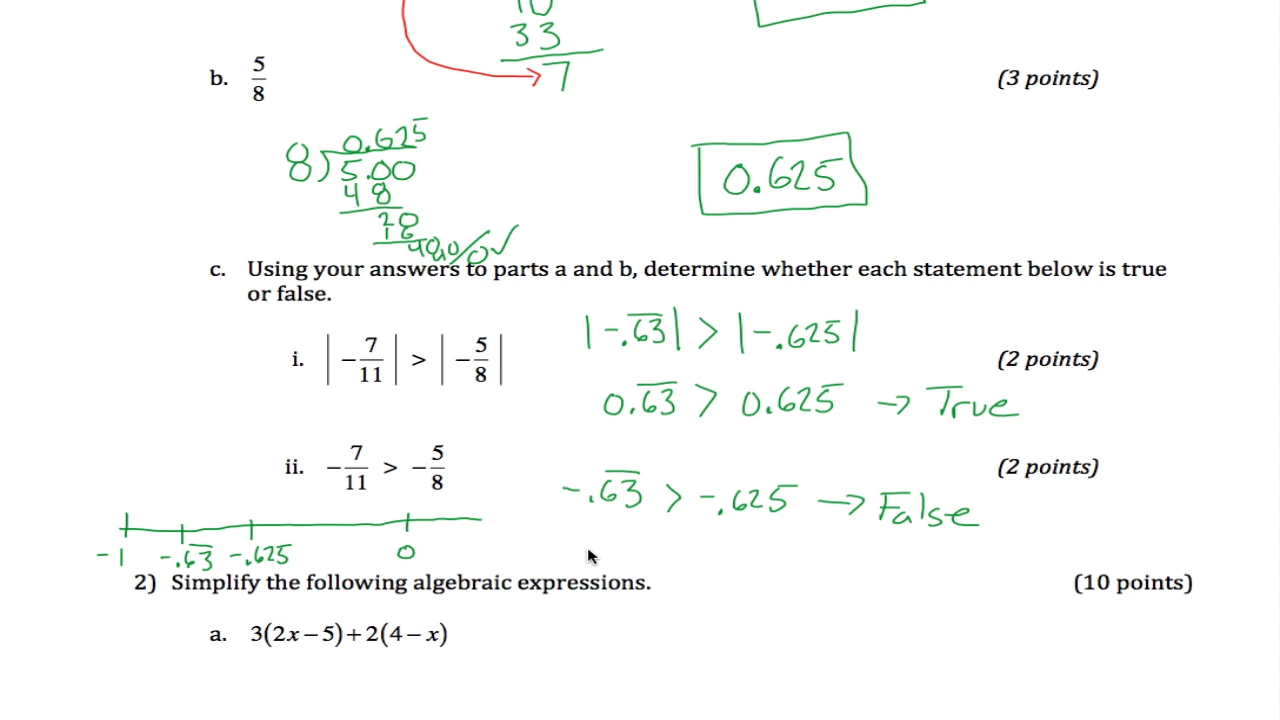 10
33
7
b. 5/8 (3 points)
0.625
8)5.00
48
0.625
c. Using your answers to parts a and b, determine whether each statement below is true
or false.
|-.6̅3̅| > |-.625|
i. |−7/11| > |−5/8| (2 points)
0.6̅3̅ > 0.625 → True
ii. −7/11 > −5/8 (2 points)
-.6̅3̅ > -.625 → False
-1 -.6̅3̅ -.625 0
2) Simplify the following algebraic expressions. (10 points)
a. 3(2x−5)+2(4−x)